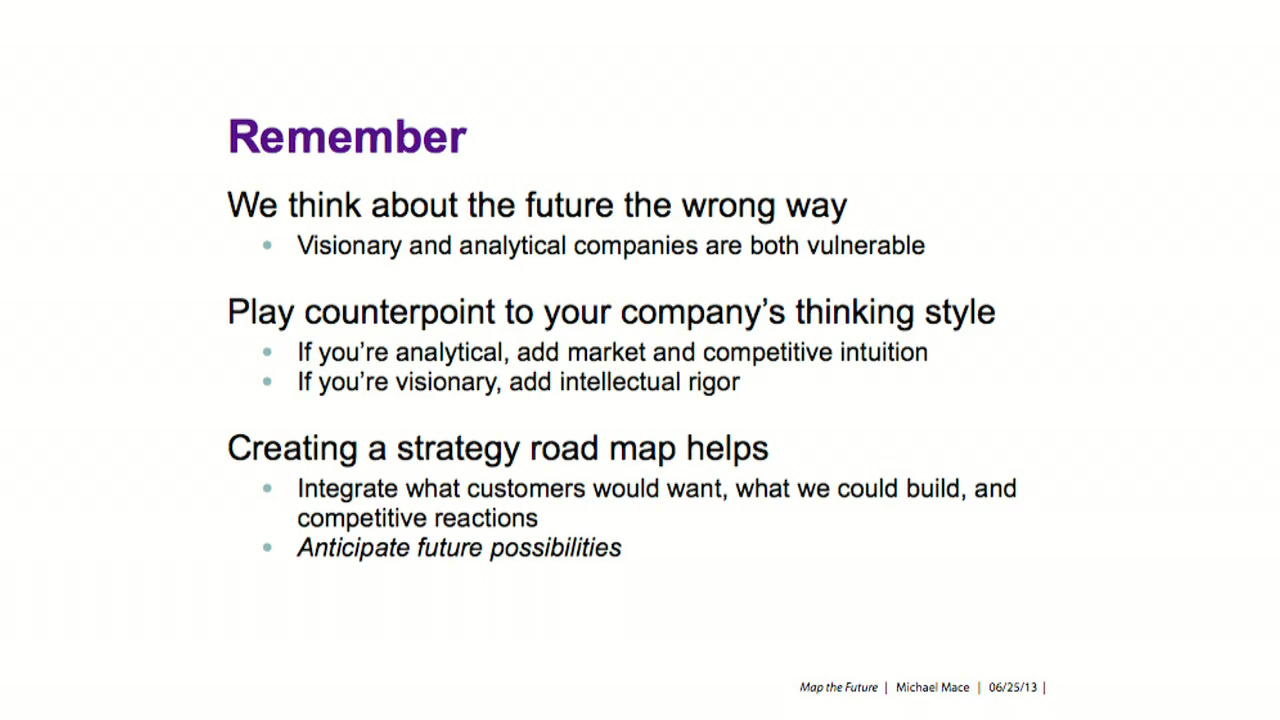 Remember
We think about the future the wrong way
• Visionary and analytical companies are both vulnerable
Play counterpoint to your company’s thinking style
• If you’re analytical, add market and competitive intuition
• If you’re visionary, add intellectual rigor
Creating a strategy road map helps
• Integrate what customers would want, what we could build, and
competitive reactions
• Anticipate future possibilities
Map the Future | Michael Mace | 06/25/13 |